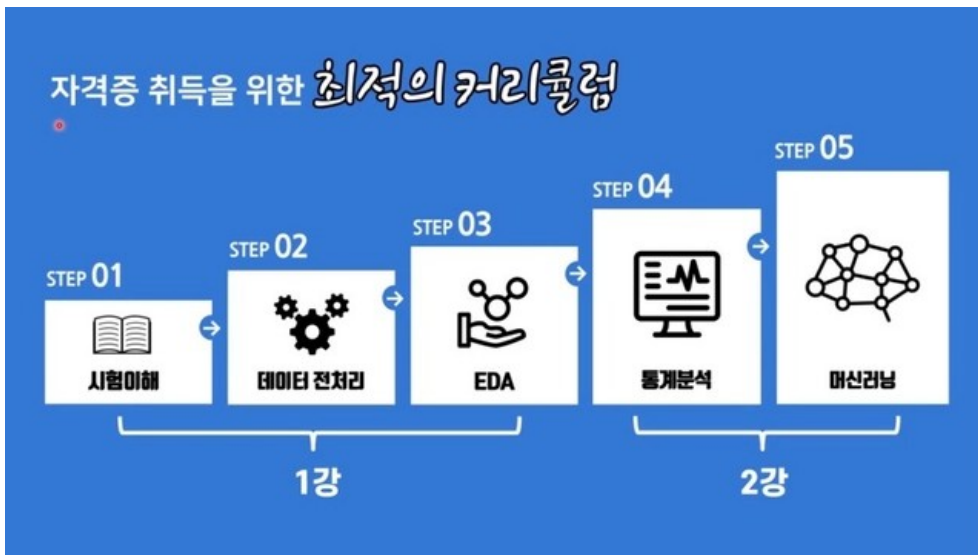 자격증 취득을 위한 최적의 커리큘럼
STEP 01
시험이해
STEP 02
데이터 전처리
STEP 03
EDA
STEP 04
통계분석
STEP 05
머신러닝
1강
2강